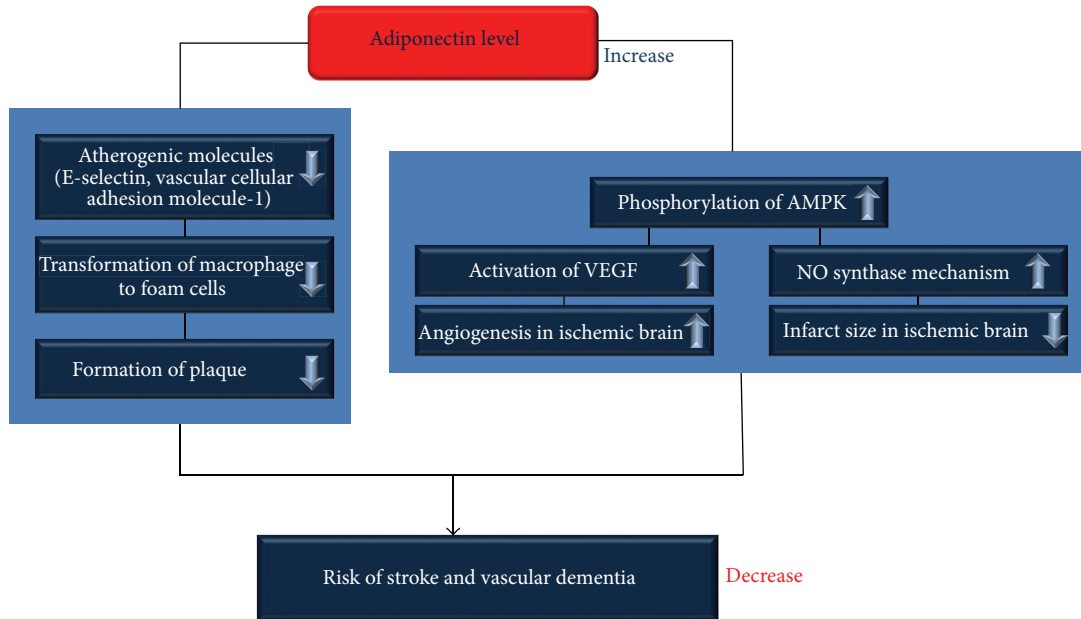 Adiponectin level
Increase
Atherogenic molecules
(E-selectin, vascular cellular
adhesion molecule-1)
Transformation of macrophage
to foam cells
Formation of plaque
Phosphorylation of AMPK
Activation of VEGF
NO synthase mechanism
Angiogenesis in ischemic brain
Infarct size in ischemic brain
Risk of stroke and vascular dementia
Decrease